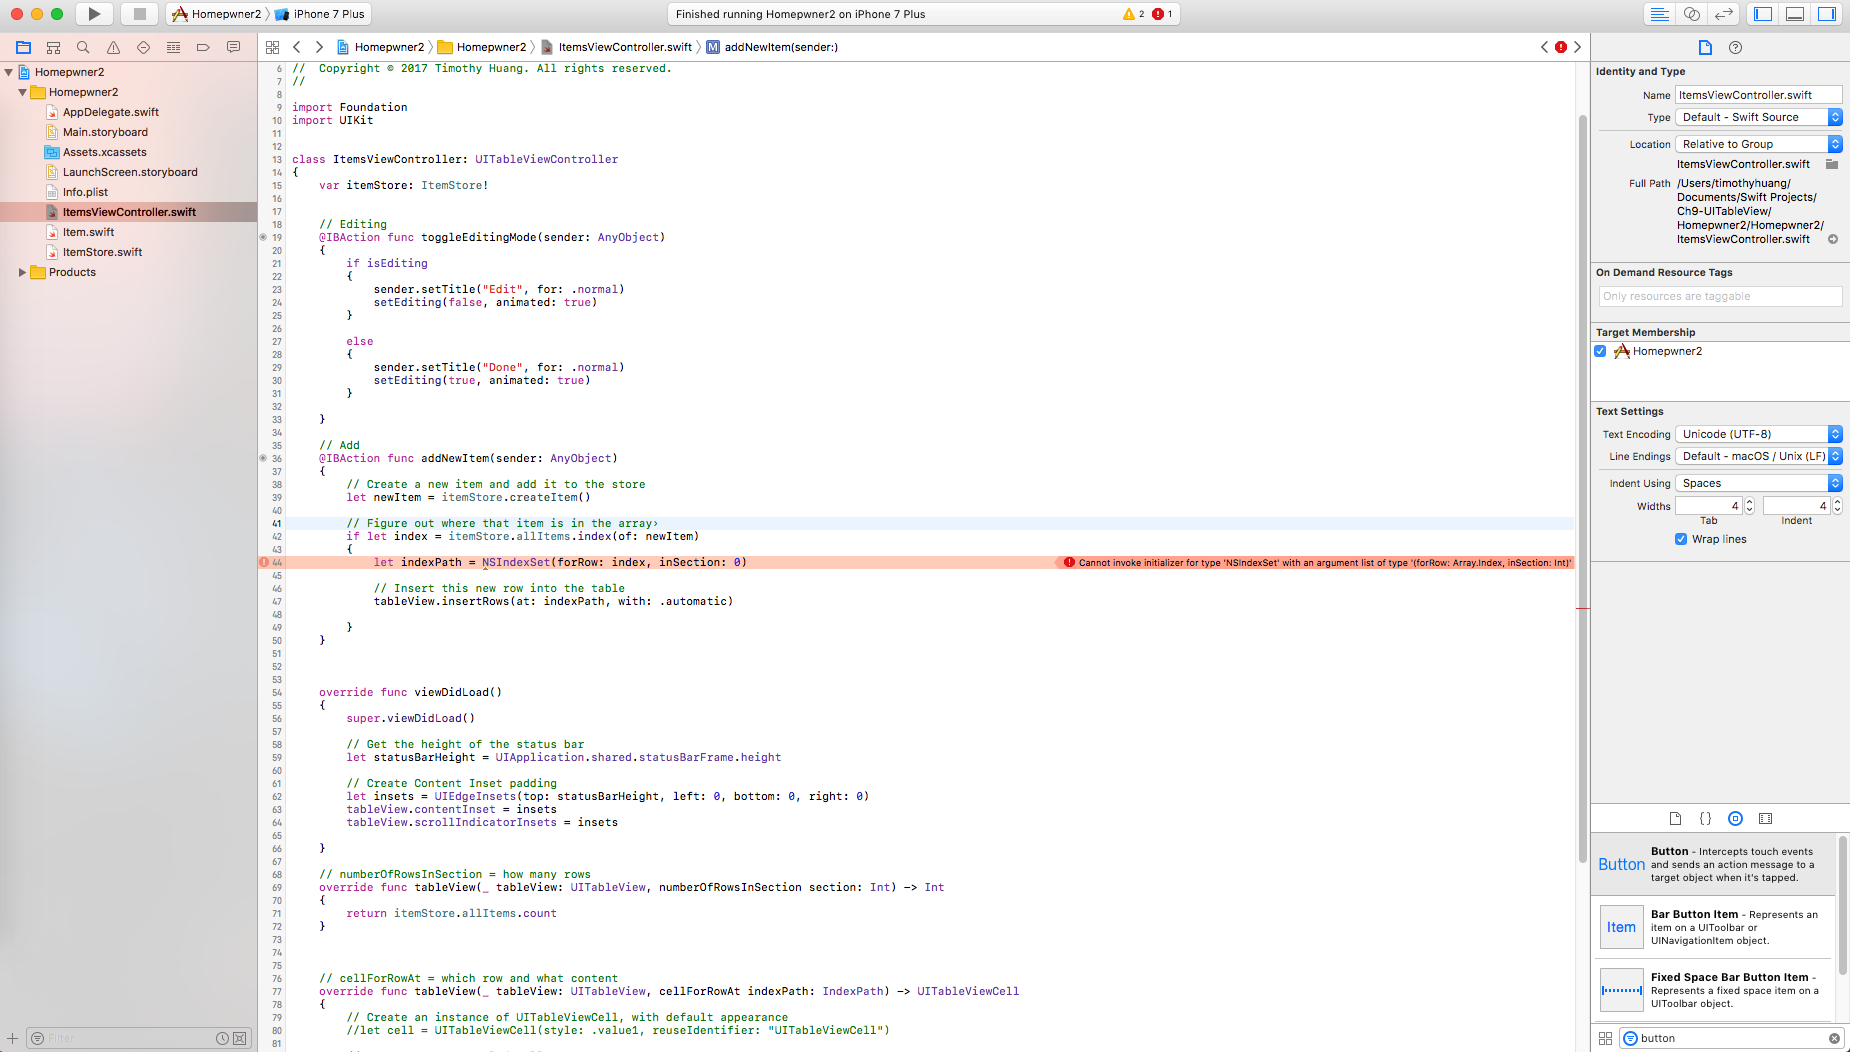 Homepwner2 〉 iPhone 7 Plus
Finished running Homepwner2 on iPhone 7 Plus
2
1
Homepwner2 〉 Homepwner2 〉 ItemsViewController.swift 〉 M addNewItem(sender:)
Homepwner2
Homepwner2
AppDelegate.swift
Main.storyboard
Assets.xcassets
LaunchScreen.storyboard
Info.plist
ItemsViewController.swift
Item.swift
ItemStore.swift
Products
Filter
6 //  Copyright © 2017 Timothy Huang. All rights reserved.
7 //
8
9 import Foundation
10 import UIKit
11
12
13 class ItemsViewController: UITableViewController
14 {
15     var itemStore: ItemStore!
16
17
18     // Editing
19     @IBAction func toggleEditingMode(sender: AnyObject)
20     {
21         if isEditing
22         {
23             sender.setTitle("Edit", for: .normal)
24             setEditing(false, animated: true)
25         }
26
27         else
28         {
29             sender.setTitle("Done", for: .normal)
30             setEditing(true, animated: true)
31         }
32
33     }
34
35     // Add
36     @IBAction func addNewItem(sender: AnyObject)
37     {
38         // Create a new item and add it to the store
39         let newItem = itemStore.createItem()
40
41         // Figure out where that item is in the array›
42         if let index = itemStore.allItems.index(of: newItem)
43         {
44             let indexPath = NSIndexSet(forRow: index, inSection: 0)
Cannot invoke initializer for type 'NSIndexSet' with an argument list of type '(forRow: Array.Index, inSection: Int)'
45
46             // Insert this new row into the table
47             tableView.insertRows(at: indexPath, with: .automatic)
48
49         }
50     }
51
52
53
54     override func viewDidLoad()
55     {
56         super.viewDidLoad()
57
58         // Get the height of the status bar
59         let statusBarHeight = UIApplication.shared.statusBarFrame.height
60
61         // Create Content Inset padding
62         let insets = UIEdgeInsets(top: statusBarHeight, left: 0, bottom: 0, right: 0)
63         tableView.contentInset = insets
64         tableView.scrollIndicatorInsets = insets
65
66     }
67
68     // numberOfRowsInSection = how many rows
69     override func tableView(_ tableView: UITableView, numberOfRowsInSection section: Int) -> Int
70     {
71         return itemStore.allItems.count
72     }
73
74
75
76     // cellForRowAt = which row and what content
77     override func tableView(_ tableView: UITableView, cellForRowAt indexPath: IndexPath) -> UITableViewCell
78     {
79         // Create an instance of UITableViewCell, with default appearance
80         //let cell = UITableViewCell(style: .value1, reuseIdentifier: "UITableViewCell")
81
Identity and Type
Name ItemsViewController.swift
Type Default - Swift Source
Location Relative to Group
ItemsViewController.swift
Full Path /Users/timothyhuang/
Documents/Swift Projects/
Ch9-UITableView/
Homepwner2/Homepwner2/
ItemsViewController.swift
On Demand Resource Tags
Only resources are taggable
Target Membership
Homepwner2
Text Settings
Text Encoding Unicode (UTF-8)
Line Endings Default - macOS / Unix (LF)
Indent Using Spaces
Widths 4 4
Tab Indent
Wrap lines
{}
Button
Button - Intercepts touch events
and sends an action message to a
target object when it's tapped.
Item
Bar Button Item - Represents an
item on a UIToolbar or
UINavigationItem object.
Fixed Space Bar Button Item -
Represents a fixed space item on a
UIToolbar object.
button